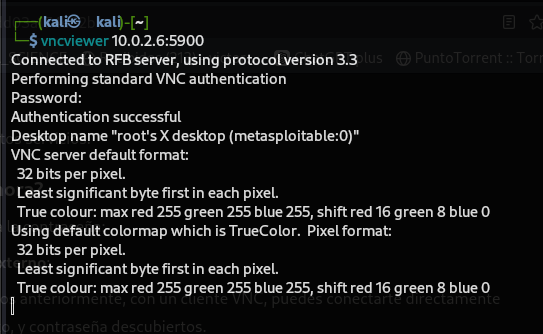 (kali㉿kali)-[~]
$ vncviewer 10.0.2.6:5900
Connected to RFB server, using protocol version 3.3
Performing standard VNC authentication
Password:
Authentication successful
Desktop name "root's X desktop (metasploitable:0)"
VNC server default format:
32 bits per pixel.
Least significant byte first in each pixel.
True colour: max red 255 green 255 blue 255, shift red 16 green 8 blue 0
Using default colormap which is TrueColor. Pixel format:
32 bits per pixel.
Least significant byte first in each pixel.
True colour: max red 255 green 255 blue 255, shift red 16 green 8 blue 0
anteriormente, con un cliente VNC, puedes conectarte directamente
o, y contraseña descubiertos.